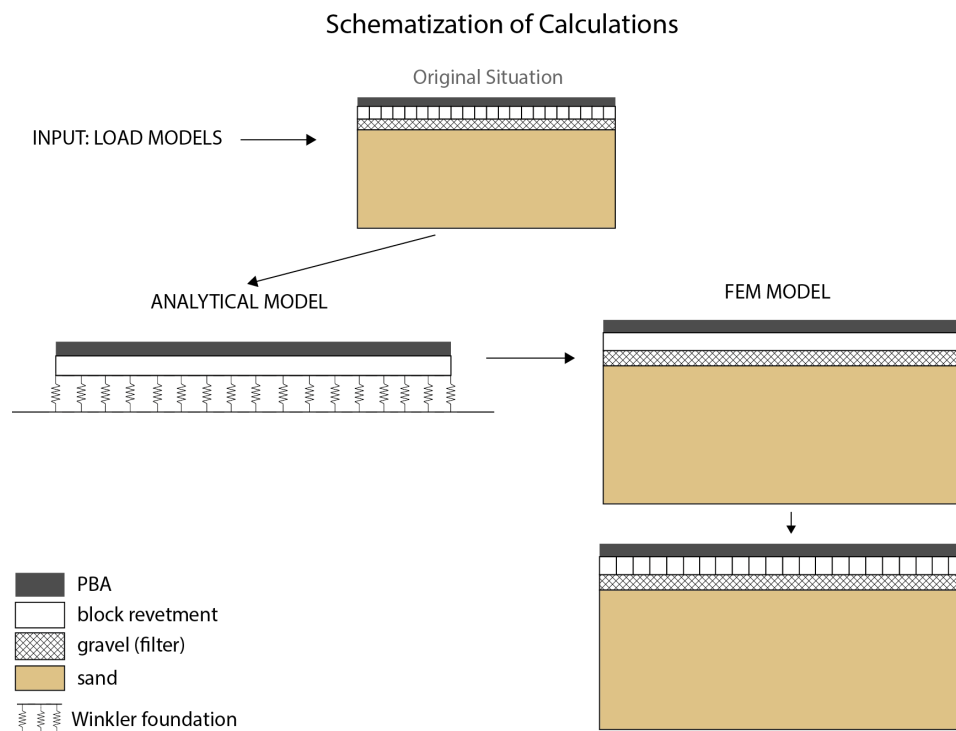 Schematization of Calculations
Original Situation
INPUT: LOAD MODELS
ANALYTICAL MODEL
FEM MODEL
PBA
block revetment
gravel (filter)
sand
Winkler foundation